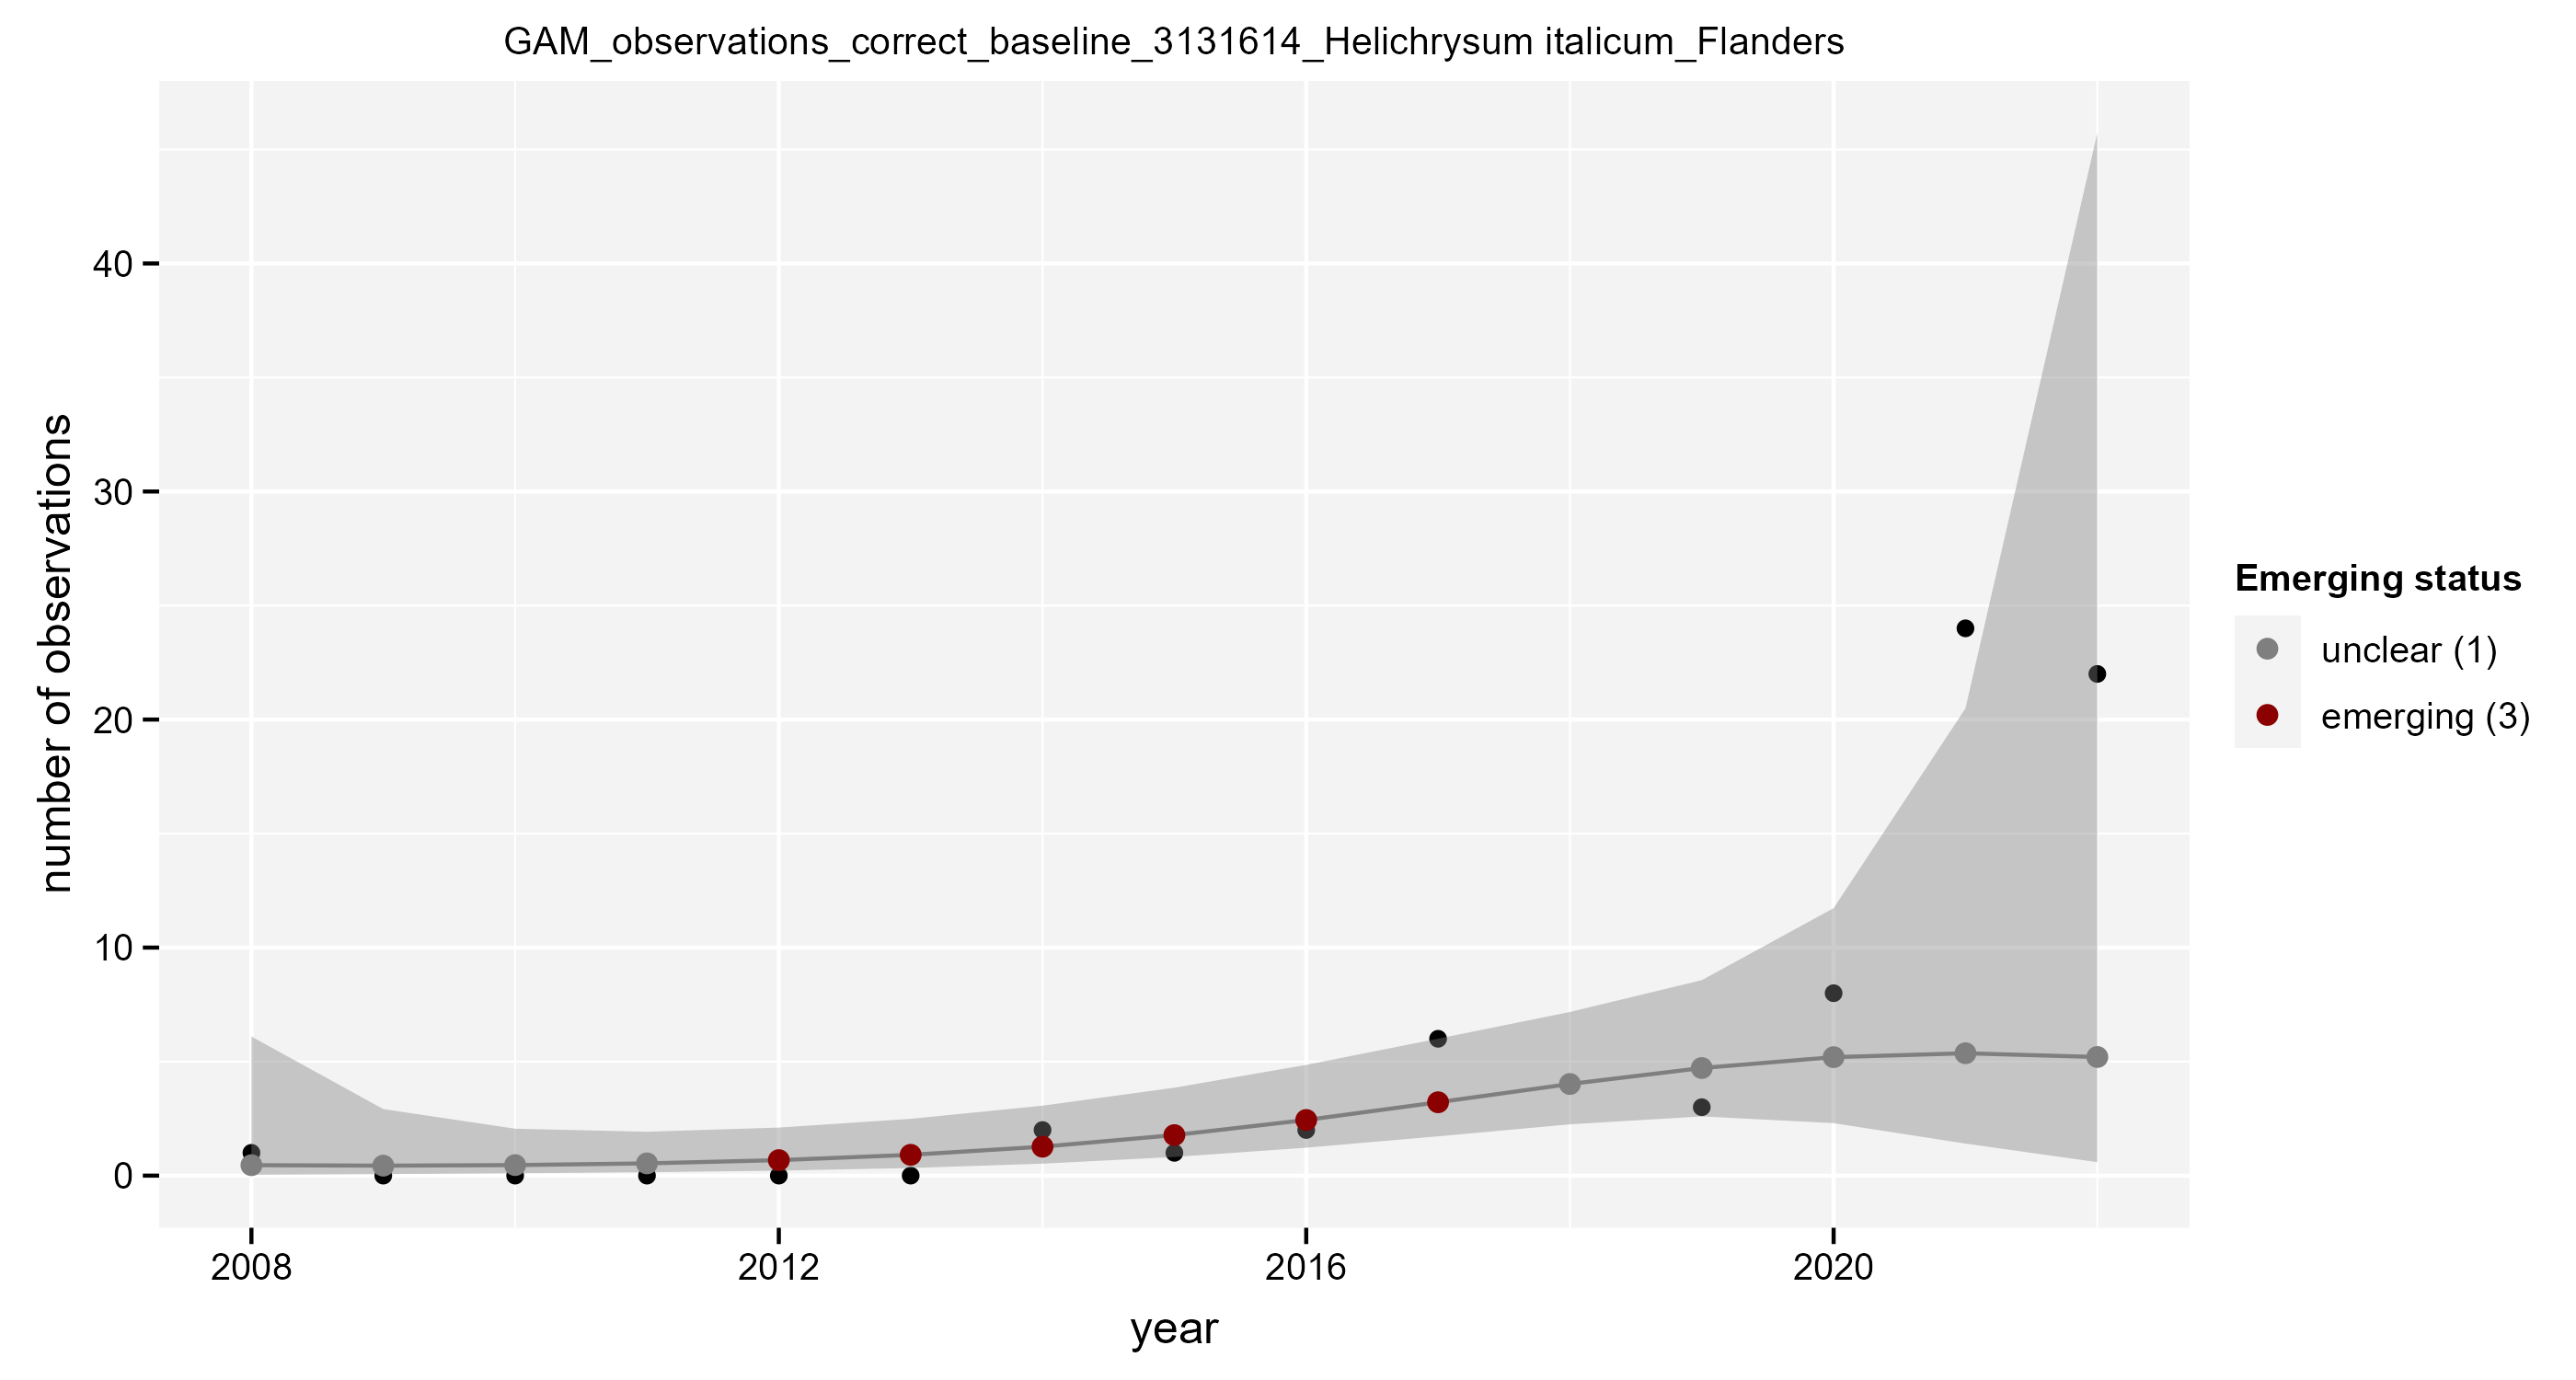 GAM_observations_correct_baseline_3131614_Helichrysum italicum_Flanders
number of observations
40
30
20
10
0
2008
2012
2016
2020
year
Emerging status
unclear (1)
emerging (3)